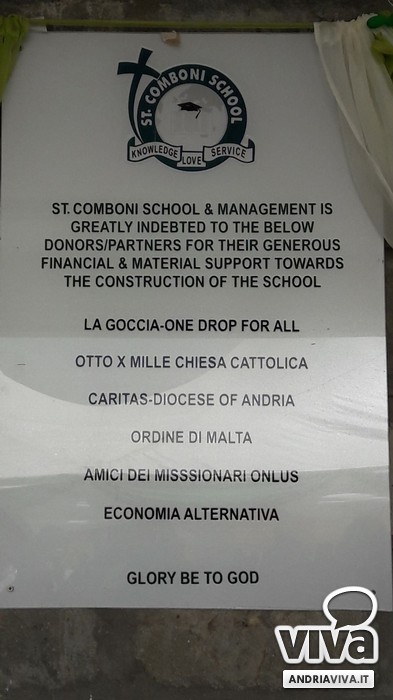 ST. COMBONI SCHOOL
KNOWLEDGE LOVE SERVICE
ST. COMBONI SCHOOL & MANAGEMENT IS
GREATLY INDEBTED TO THE BELOW
DONORS/PARTNERS FOR THEIR GENEROUS
FINANCIAL & MATERIAL SUPPORT TOWARDS
THE CONSTRUCTION OF THE SCHOOL
LA GOCCIA-ONE DROP FOR ALL
OTTO X MILLE CHIESA CATTOLICA
CARITAS-DIOCESE OF ANDRIA
ORDINE DI MALTA
AMICI DEI MISSSIONARI ONLUS
ECONOMIA ALTERNATIVA
GLORY BE TO GOD
viva
ANDRIAVIVA.IT